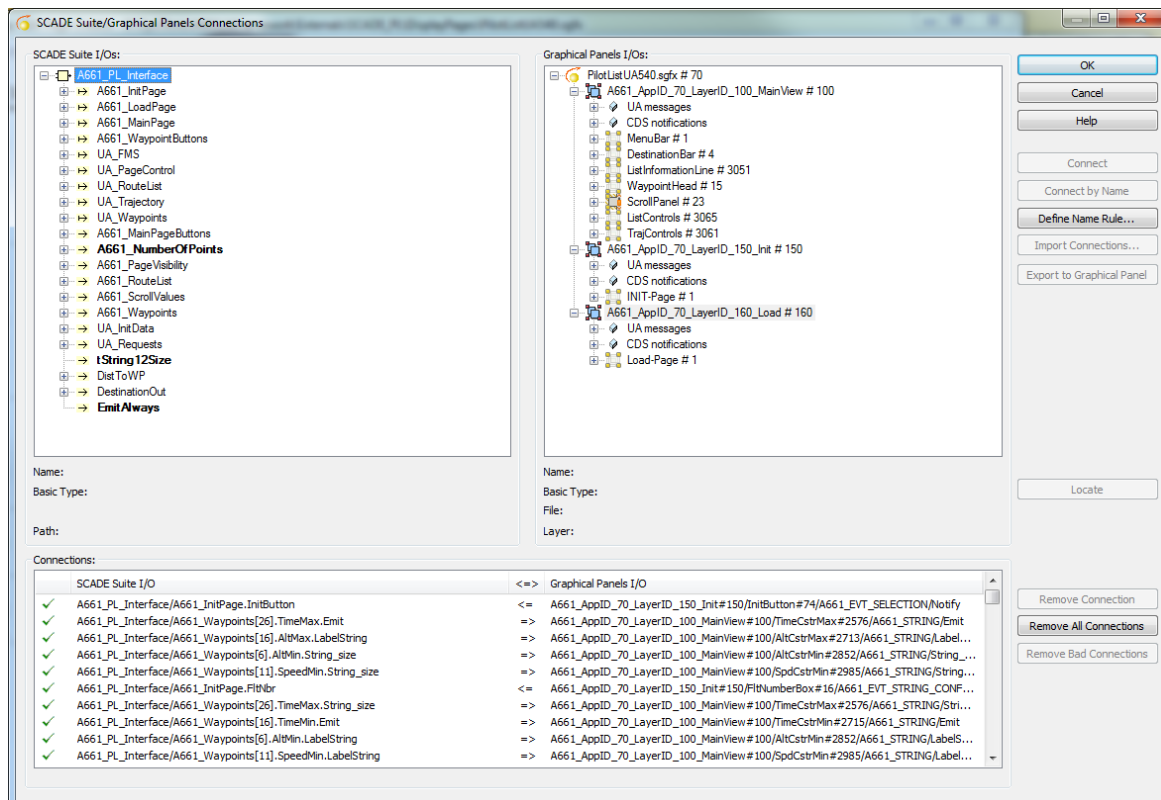 SCADE Suite/Graphical Panels Connections
SCADE Suite I/Os:
A661_PL_Interface
A661_InitPage
A661_LoadPage
A661_MainPage
A661_WaypointButtons
UA_FMS
UA_PageControl
UA_RouteList
UA_Trajectory
UA_Waypoints
A661_MainPageButtons
A661_NumberOfPoints
A661_PageVisibility
A661_RouteList
A661_ScrollValues
A661_Waypoints
UA_InitData
UA_Requests
tString12Size
DistToWP
DestinationOut
EmitAlways
Name:
Basic Type:
Path:
Graphical Panels I/Os:
PilotListUA540.sgfx # 70
A661_AppID_70_LayerID_100_MainView # 100
UA messages
CDS notifications
MenuBar # 1
DestinationBar # 4
ListInformationLine # 3051
WaypointHead # 15
ScrollPanel # 23
ListControls # 3065
TrajControls # 3061
A661_AppID_70_LayerID_150_Init # 150
UA messages
CDS notifications
INIT-Page # 1
A661_AppID_70_LayerID_160_Load # 160
UA messages
CDS notifications
Load-Page # 1
Name:
Basic Type:
File:
Layer:
OK
Cancel
Help
Connect
Connect by Name
Define Name Rule...
Import Connections...
Export to Graphical Panel
Locate
Connections:
SCADE Suite I/O <=> Graphical Panels I/O
A661_PL_Interface/A661_InitPage.InitButton <= A661_AppID_70_LayerID_150_Init#150/InitButton#74/A661_EVT_SELECTION/Notify
A661_PL_Interface/A661_Waypoints[26].TimeMax.Emit => A661_AppID_70_LayerID_100_MainView#100/TimeCstrMax#2576/A661_STRING/Emit
A661_PL_Interface/A661_Waypoints[16].AltMax.LabelString => A661_AppID_70_LayerID_100_MainView#100/AltCstrMax#2713/A661_STRING/Label...
A661_PL_Interface/A661_Waypoints[6].AltMin.String_size => A661_AppID_70_LayerID_100_MainView#100/AltCstrMin#2852/A661_STRING/String_...
A661_PL_Interface/A661_Waypoints[11].SpeedMin.String_size => A661_AppID_70_LayerID_100_MainView#100/SpdCstrMin#2985/A661_STRING/String...
A661_PL_Interface/A661_InitPage.FltNbr <= A661_AppID_70_LayerID_150_Init#150/FltNumberBox#16/A661_EVT_STRING_CONF...
A661_PL_Interface/A661_Waypoints[26].TimeMax.String_size => A661_AppID_70_LayerID_100_MainView#100/TimeCstrMax#2576/A661_STRING/Stri...
A661_PL_Interface/A661_Waypoints[16].TimeMin.Emit => A661_AppID_70_LayerID_100_MainView#100/TimeCstrMin#2715/A661_STRING/Emit
A661_PL_Interface/A661_Waypoints[6].AltMin.LabelString => A661_AppID_70_LayerID_100_MainView#100/AltCstrMin#2852/A661_STRING/LabelS...
A661_PL_Interface/A661_Waypoints[11].SpeedMin.LabelString => A661_AppID_70_LayerID_100_MainView#100/SpdCstrMin#2985/A661_STRING/Label...
Remove Connection
Remove All Connections
Remove Bad Connections